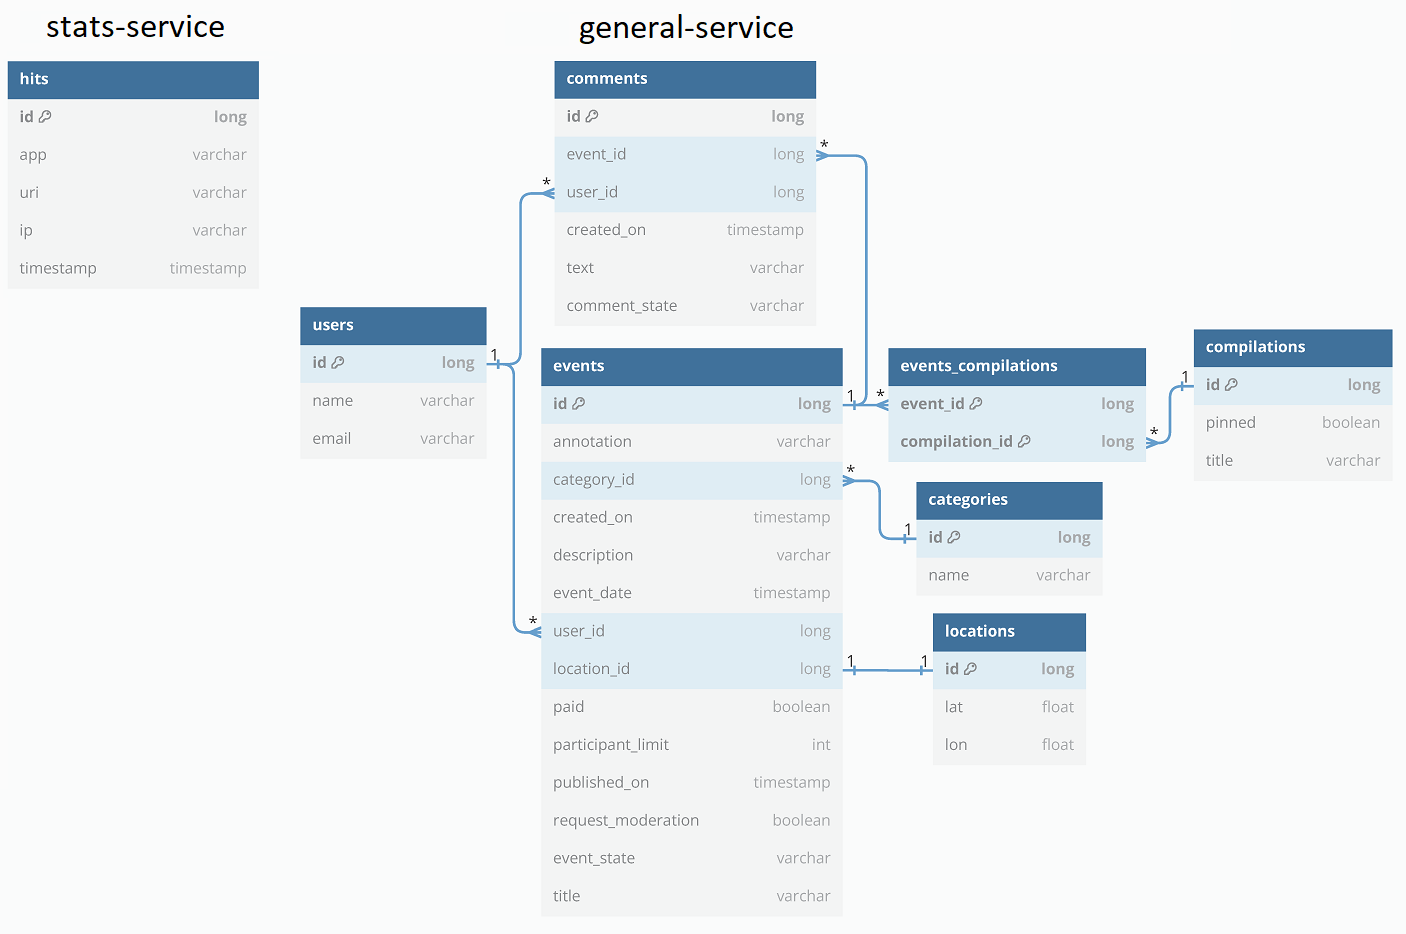 stats-service
general-service
hits
id long
app varchar
uri varchar
ip varchar
timestamp timestamp
comments
id long
event_id long
user_id long
created_on timestamp
text varchar
comment_state varchar
*
*
users
id long
name varchar
email varchar
1
events
id long
annotation varchar
category_id long
created_on timestamp
description varchar
event_date timestamp
user_id long
location_id long
paid boolean
participant_limit int
published_on timestamp
request_moderation boolean
event_state varchar
title varchar
*
1
*
*
1
events_compilations
event_id long
compilation_id long
*
1
compilations
id long
pinned boolean
title varchar
categories
id long
name varchar
1
locations
id long
lat float
lon float
1